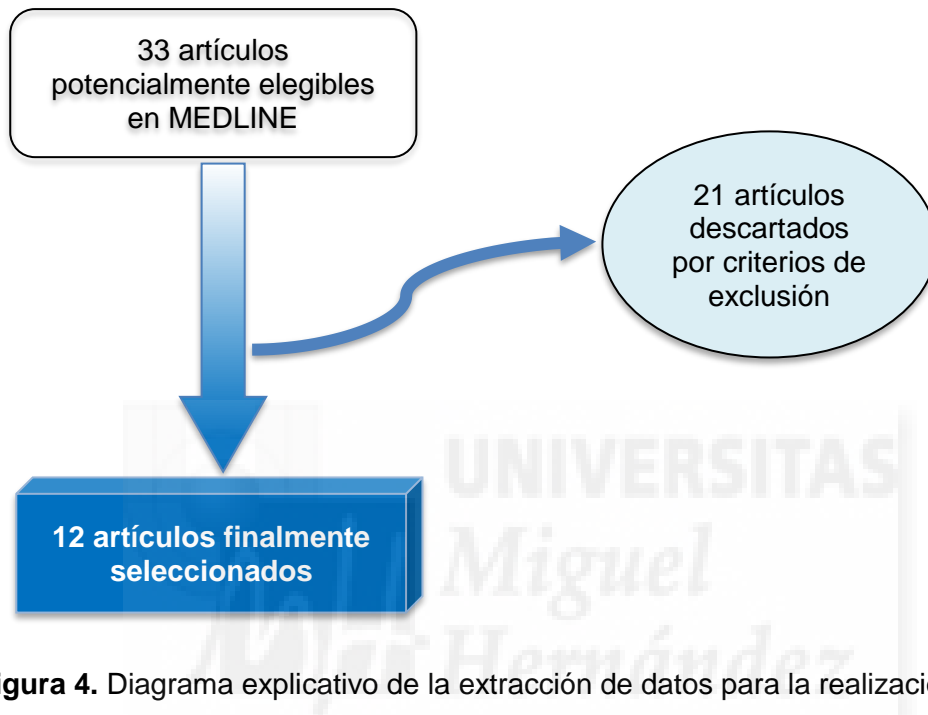 33 artículos
potencialmente elegibles
en MEDLINE
21 artículos
descartados
por criterios de
exclusión
12 artículos finalmente
seleccionados
UNIVERSITAS
Miguel
Hernández
igura 4. Diagrama explicativo de la extracción de datos para la realizaci